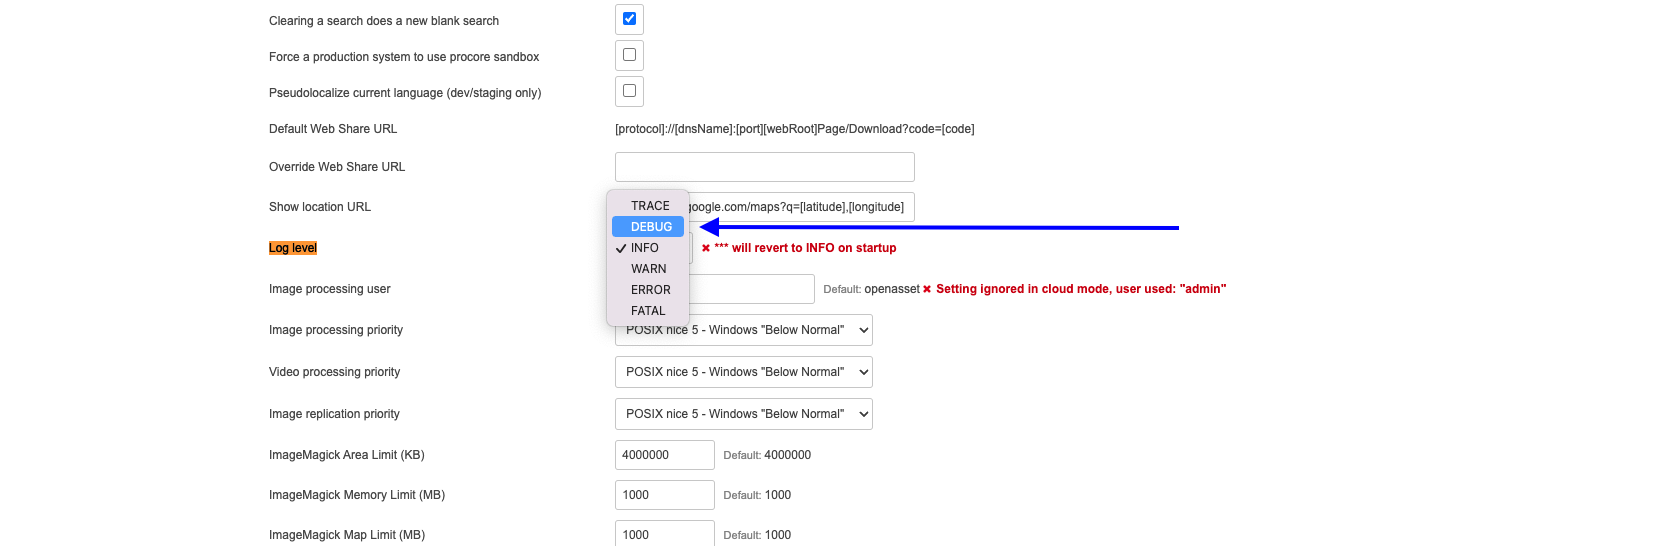 Clearing a search does a new blank search
Force a production system to use procore sandbox
Pseudolocalize current language (dev/staging only)
Default Web Share URL [protocol]://[dnsName]:[port][webRoot]Page/Download?code=[code]
Override Web Share URL
Show location URL google.com/maps?q=[latitude],[longitude]
TRACE
DEBUG
Log level ✓ INFO ✖ *** will revert to INFO on startup
WARN
Image processing user ERROR Default: openasset ✖ Setting ignored in cloud mode, user used: "admin"
FATAL
Image processing priority POSIX nice 5 - Windows "Below Normal"
Video processing priority POSIX nice 5 - Windows "Below Normal"
Image replication priority POSIX nice 5 - Windows "Below Normal"
ImageMagick Area Limit (KB) 4000000 Default: 4000000
ImageMagick Memory Limit (MB) 1000 Default: 1000
ImageMagick Map Limit (MB) 1000 Default: 1000